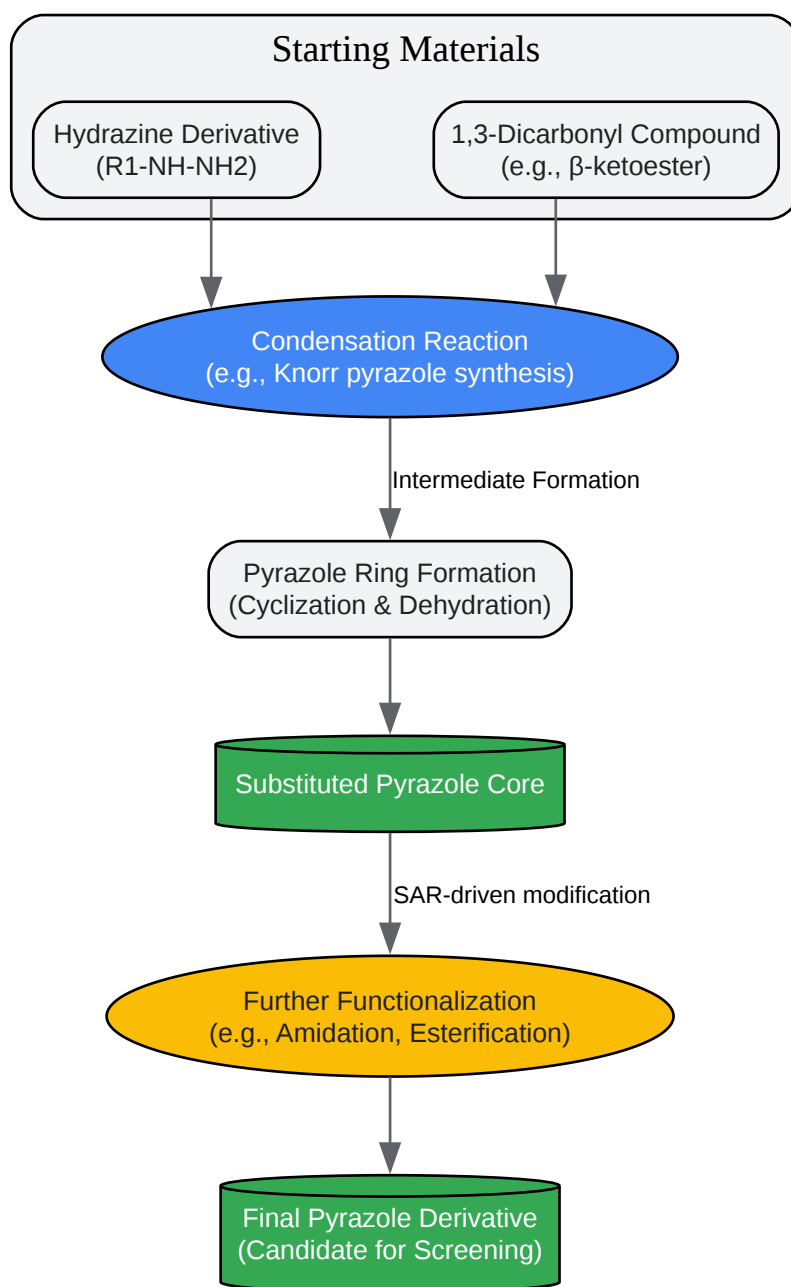 Starting Materials
Hydrazine Derivative
(R1-NH-NH2)
1,3-Dicarbonyl Compound
(e.g., β-ketoester)
Condensation Reaction
(e.g., Knorr pyrazole synthesis)
Intermediate Formation
Pyrazole Ring Formation
(Cyclization & Dehydration)
Substituted Pyrazole Core
SAR-driven modification
Further Functionalization
(e.g., Amidation, Esterification)
Final Pyrazole Derivative
(Candidate for Screening)